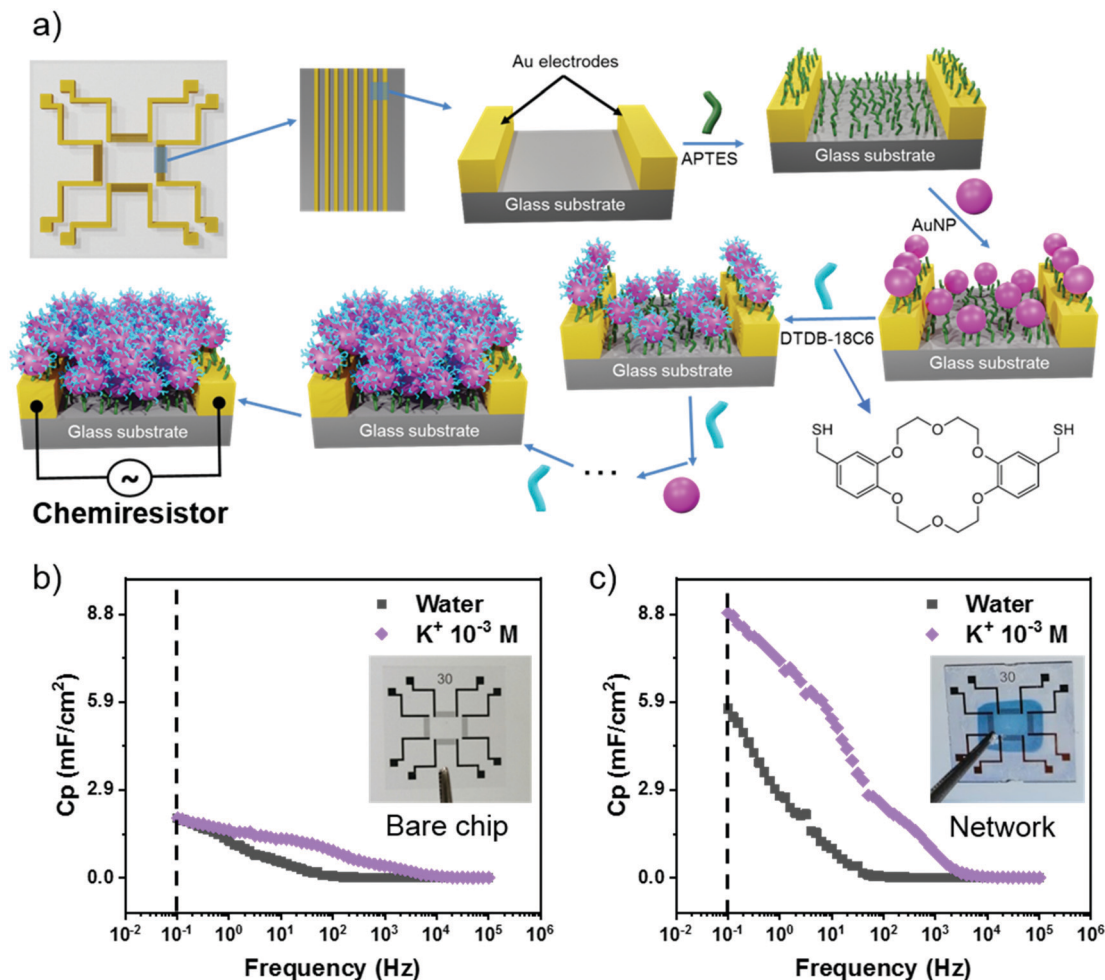 a)
Au electrodes
Glass substrate
APTES
Glass substrate
AuNP
Glass substrate
DTDB-18C6
Glass substrate
Glass substrate
Glass substrate
...
~
Chemiresistor
SH
SH
O
O
O
O
O
O
b)
Water
K⁺ 10⁻³ M
30
Bare chip
8.8
5.9
2.9
0.0
Cp (mF/cm²)
10⁻² 10⁻¹ 10⁰ 10¹ 10² 10³ 10⁴ 10⁵ 10⁶
Frequency (Hz)
c)
Water
K⁺ 10⁻³ M
30
Network
8.8
5.9
2.9
0.0
Cp (mF/cm²)
10⁻² 10⁻¹ 10⁰ 10¹ 10² 10³ 10⁴ 10⁵ 10⁶
Frequency (Hz)